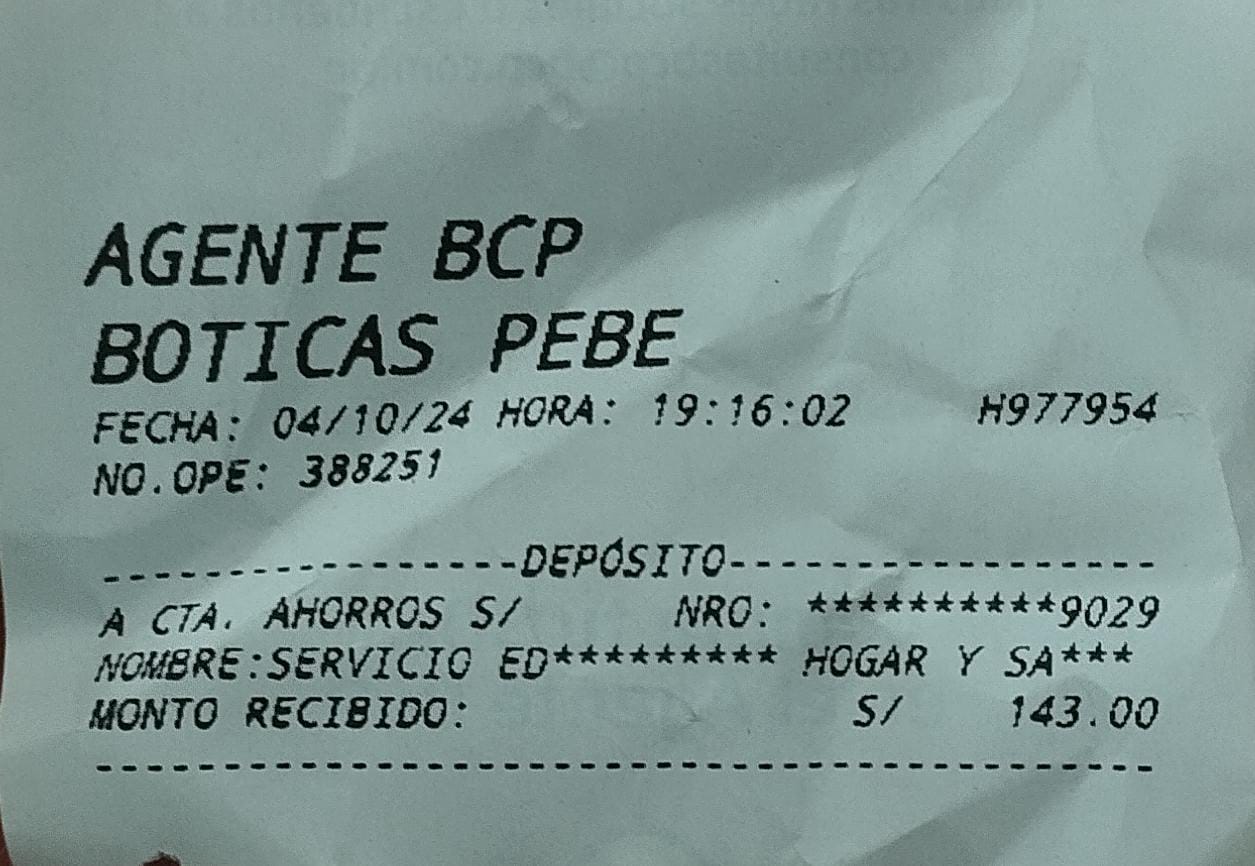 AGENTE BCP
BOTICAS PEBE
FECHA: 04/10/24 HORA: 19:16:02 H977954
NO.OPE: 388251
-----------------DEPÓSITO-----------------
A CTA. AHORROS S/ NRO: **********9029
NOMBRE:SERVICIO ED********* HOGAR Y SA***
MONTO RECIBIDO: S/ 143.00
------------------------------------------